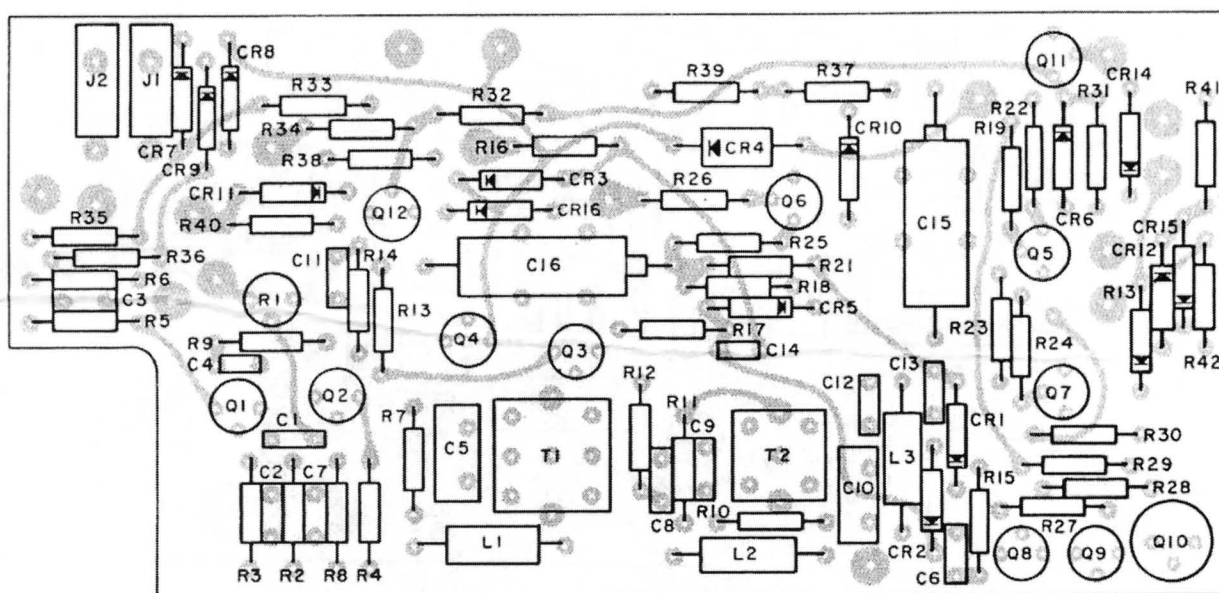 J2
J1
CR8
R33
R34
R38
CR7
CR9
CR11
R40
Q12
R32
R16
CR3
CR16
R39
R37
CR4
CR10
R26
Q6
C15
Q11
R22
R19
R31
CR14
R41
CR6
Q5
CR15
CR12
R35
R36
R6
C3
R5
R1
C11
R14
R13
R9
C4
C16
R25
R21
R18
CR5
R17
C14
Q4
Q3
R23
R24
R13
R42
Q1
Q2
C1
R7
C5
T1
R12
R11
C9
T2
C12
C13
CR1
Q7
R30
R29
R28
R27
C2
C7
R3
R2
R8
R4
L1
C8
R10
L2
C10
L3
R15
CR2
C6
Q8
Q9
Q10